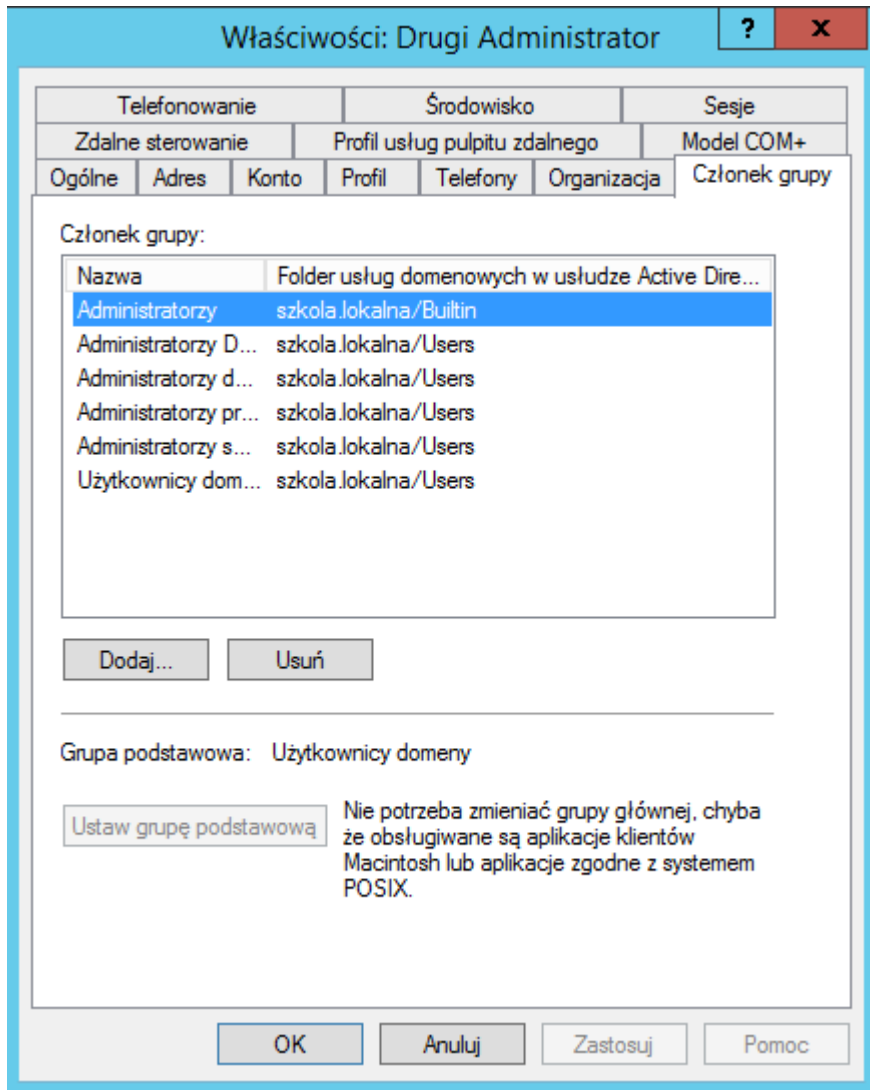 Właściwości: Drugi Administrator
?
x
Telefonowanie Środowisko Sesje
Zdalne sterowanie Profil usług pulpitu zdalnego Model COM+
Ogólne Adres Konto Profil Telefony Organizacja Członek grupy
Członek grupy:
Nazwa Folder usług domenowych w usłudze Active Dire...
Administratorzy szkola.lokalna/Builtin
Administratorzy D... szkola.lokalna/Users
Administratorzy d... szkola.lokalna/Users
Administratorzy pr... szkola.lokalna/Users
Administratorzy s... szkola.lokalna/Users
Użytkownicy dom... szkola.lokalna/Users
Dodaj... Usuń
Grupa podstawowa: Użytkownicy domeny
Ustaw grupę podstawową
Nie potrzeba zmieniać grupy głównej, chyba
że obsługiwane są aplikacje klientów
Macintosh lub aplikacje zgodne z systemem
POSIX.
OK Anuluj Zastosuj Pomoc